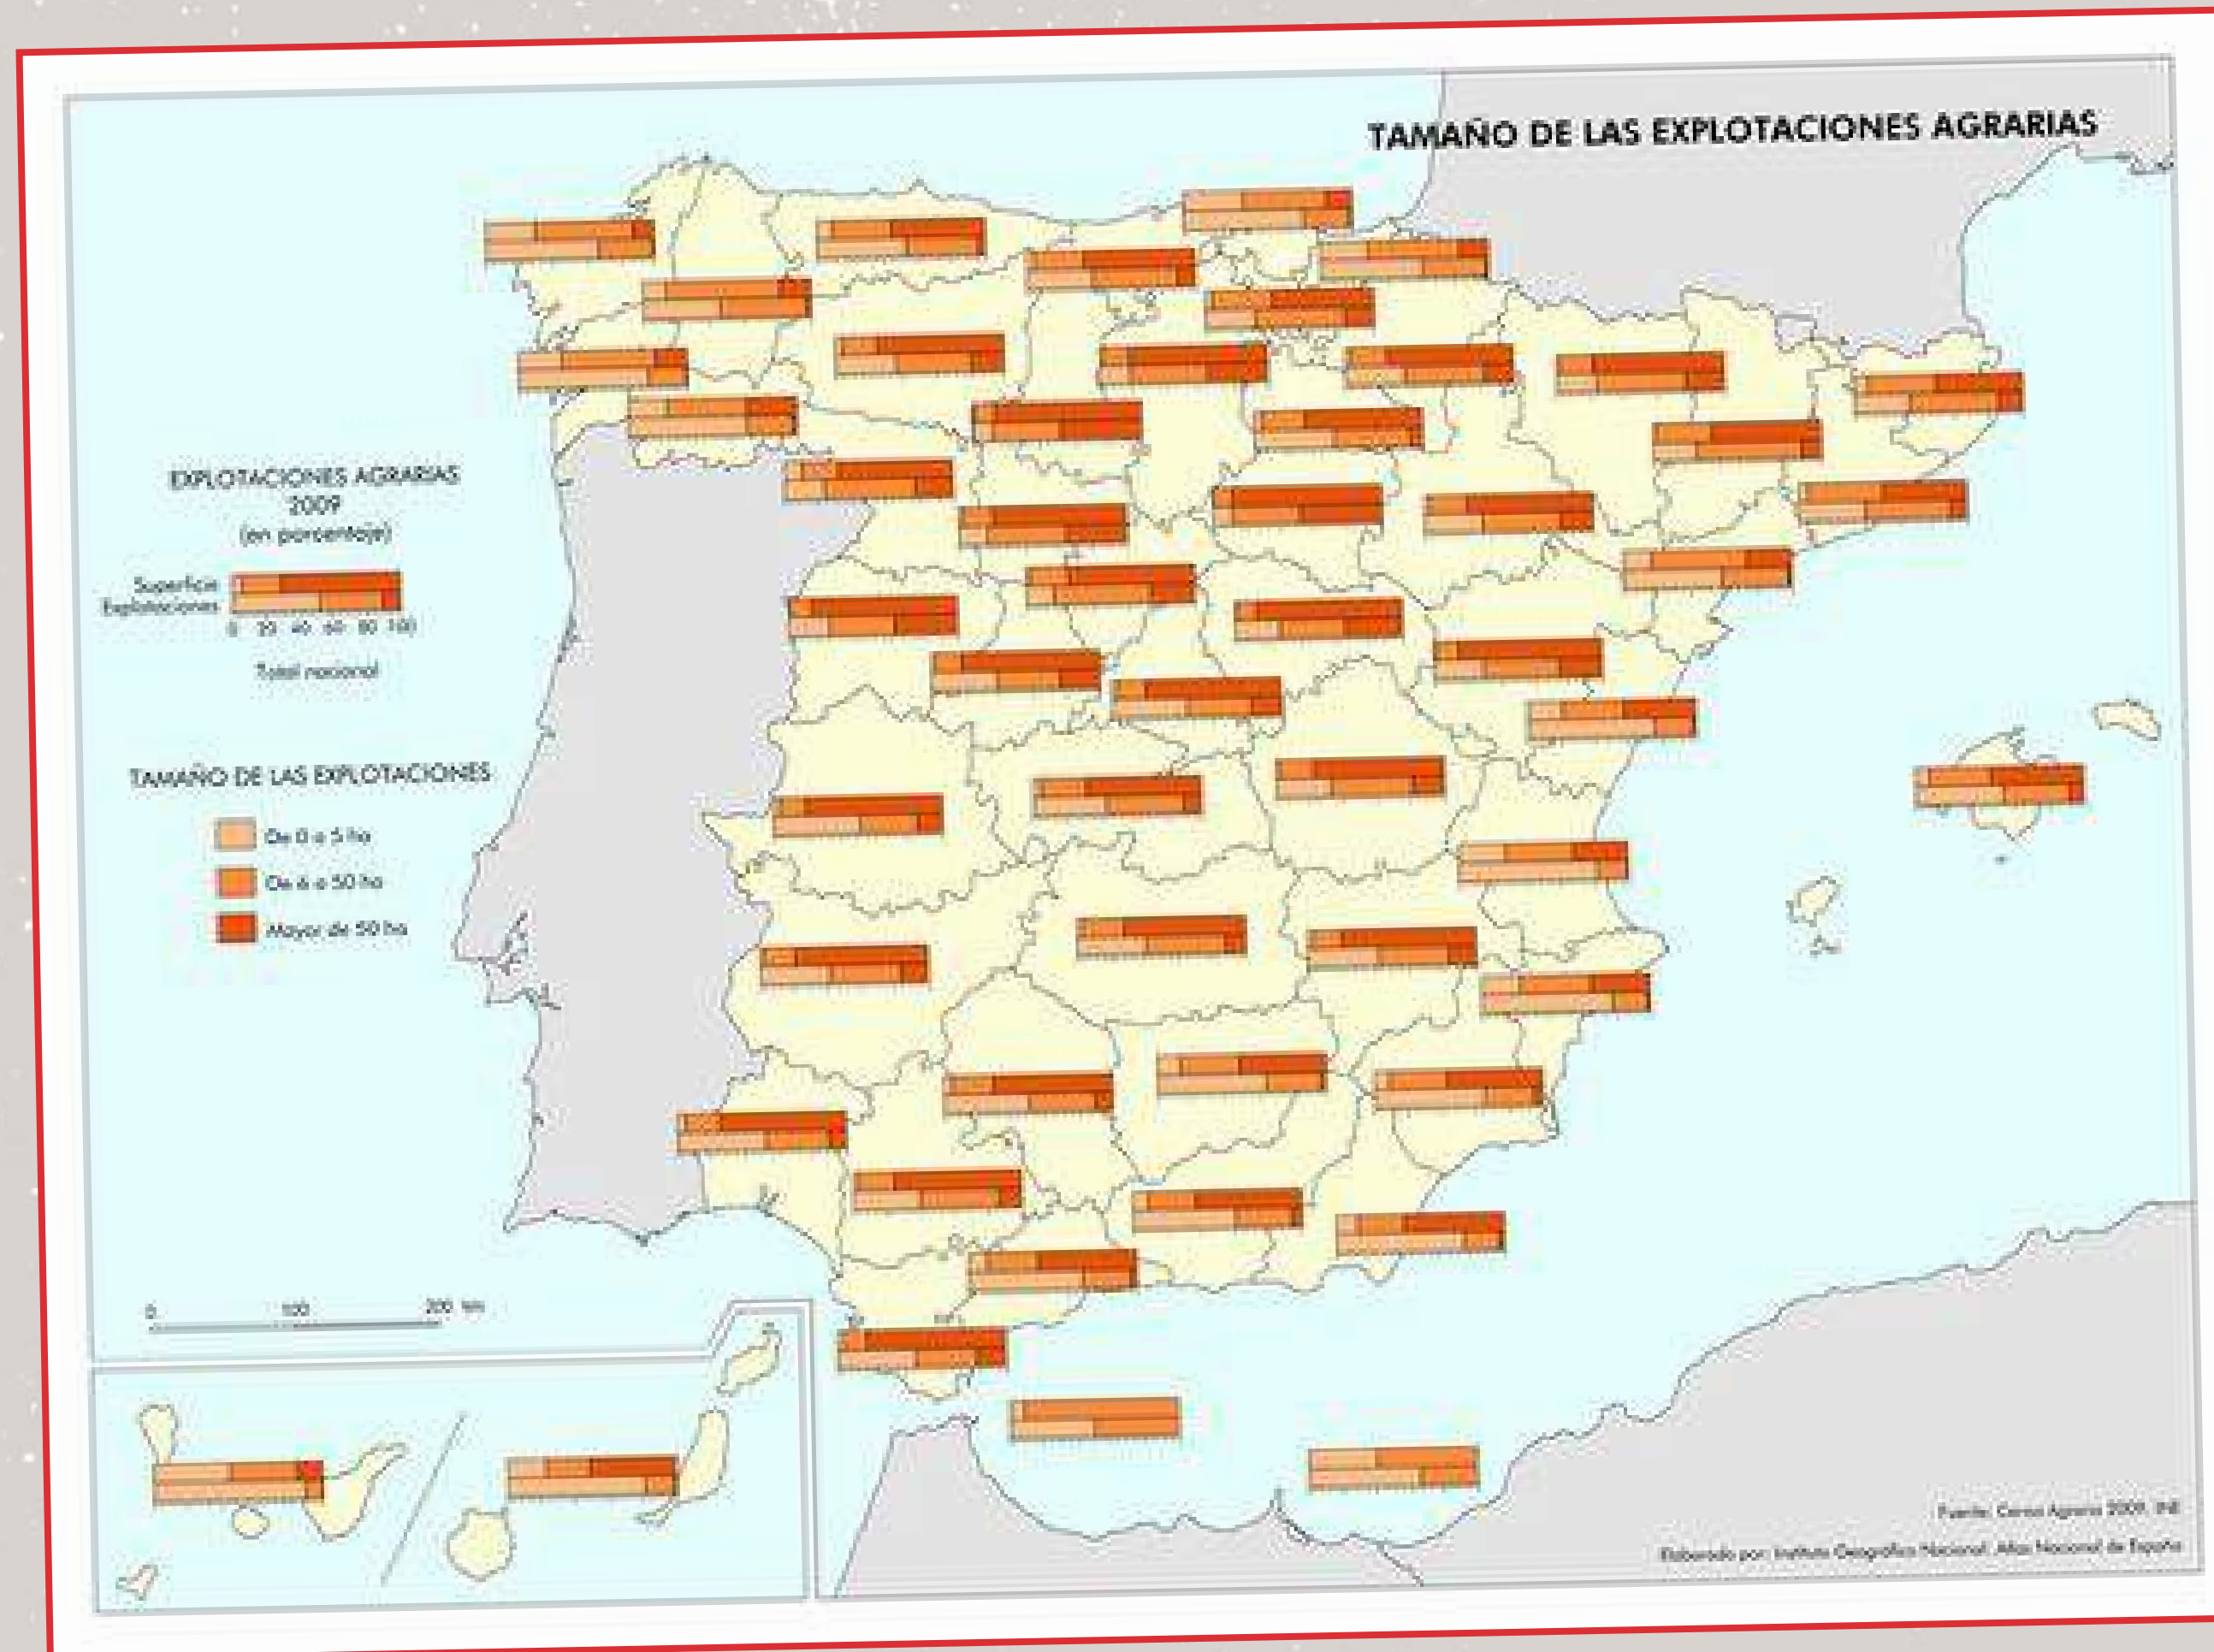 TAMAÑO DE LAS EXPLOTACIONES AGRARIAS
EXPLOTACIONES AGRARIAS
2009
(en porcentaje)
Superficie
Explotaciones
0 20 40 60 80 100
Total nacional
TAMAÑO DE LAS EXPLOTACIONES
De 0 a 5 ha
De 6 a 50 ha
Mayor de 50 ha
0 100 200 km
Fuente: Censo Agrario 2009. INE
Elaborado por: Instituto Geográfico Nacional. Atlas Nacional de España